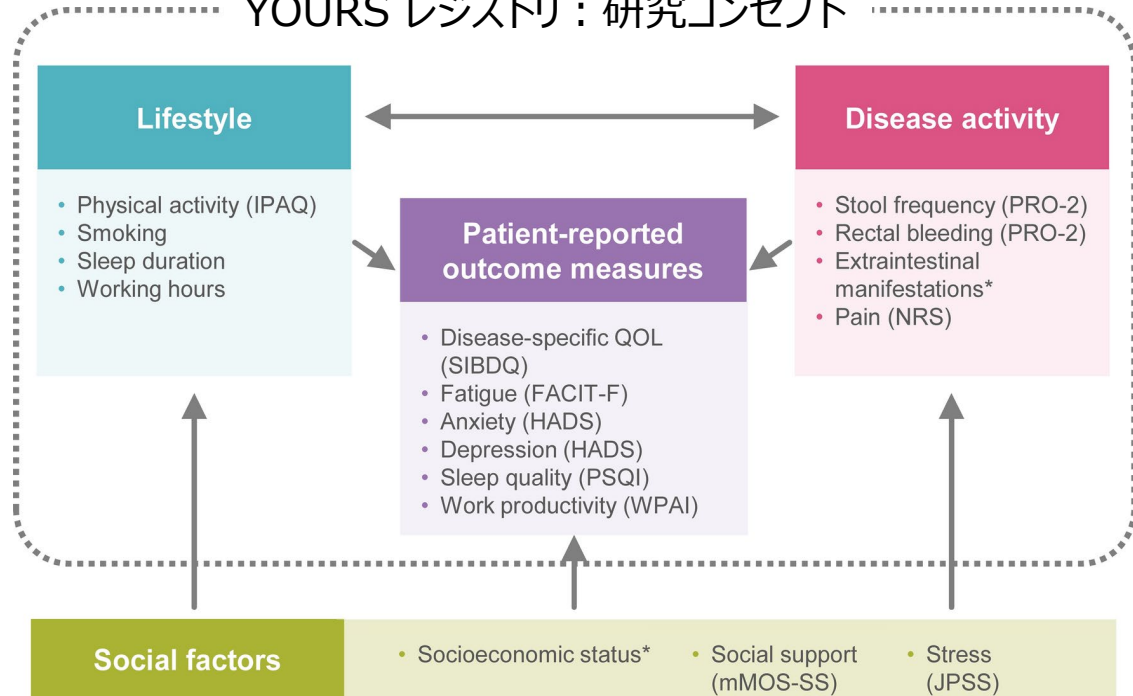 YOURS レジストリ：研究コンセプト
Lifestyle
• Physical activity (IPAQ)
• Smoking
• Sleep duration
• Working hours
Disease activity
• Stool frequency (PRO-2)
• Rectal bleeding (PRO-2)
• Extraintestinal
manifestations*
• Pain (NRS)
Patient-reported
outcome measures
• Disease-specific QOL
(SIBDQ)
• Fatigue (FACIT-F)
• Anxiety (HADS)
• Depression (HADS)
• Sleep quality (PSQI)
• Work productivity (WPAI)
Social factors
• Socioeconomic status*
• Social support
(mMOS-SS)
• Stress
(JPSS)